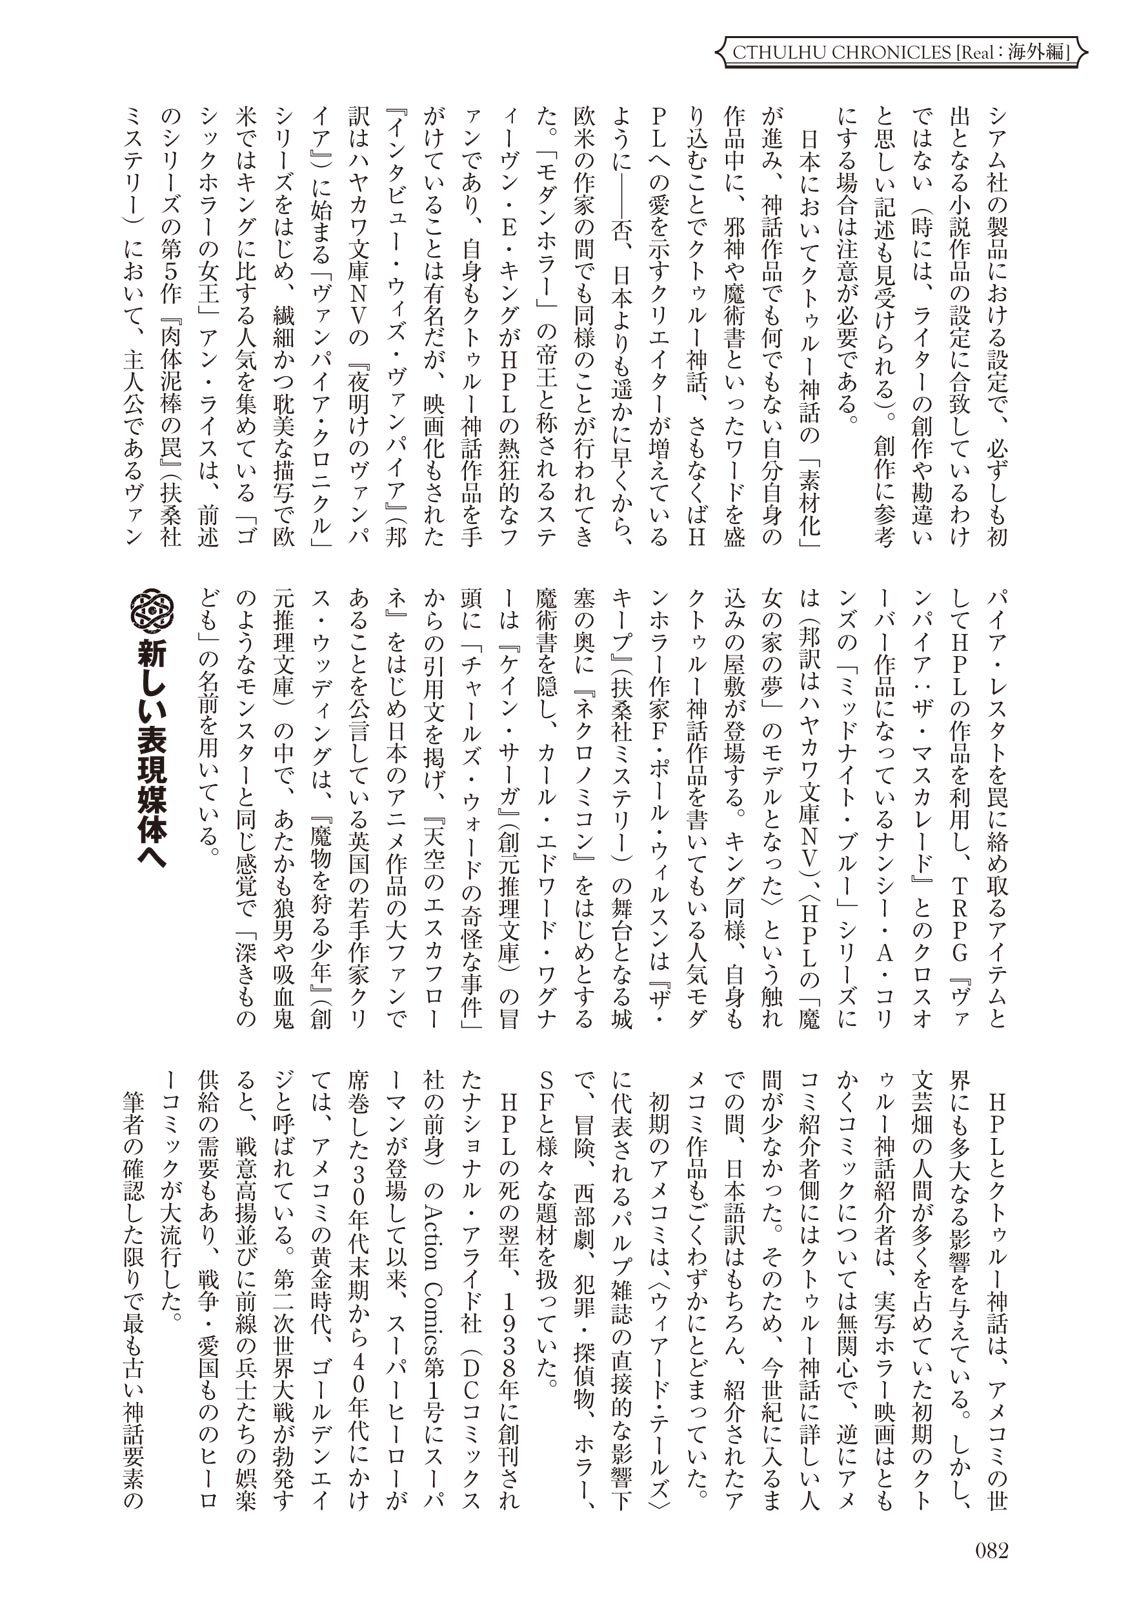 CTHULHU CHRONICLES [Real：海外編]
シアム社の製品における設定で、必ずしも初
出となる小説作品の設定に合致しているわけ
ではない（時には、ライターの創作や勘違い
と思しい記述も見受けられる）。創作に参考
にする場合は注意が必要である。
　日本においてクトゥルー神話の「素材化」
が進み、神話作品でも何でもない自分自身の
作品中に、邪神や魔術書といったワードを盛
り込むことでクトゥルー神話、さもなくばＨ
ＰＬへの愛を示すクリエイターが増えている
ように――否、日本よりも遥かに早くから、
欧米の作家の間でも同様のことが行われてき
た。「モダンホラー」の帝王と称されるステ
ィーヴン・Ｅ・キングがＨＰＬの熱狂的なフ
ァンであり、自身もクトゥルー神話作品を手
がけていることは有名だが、映画化もされた
『インタビュー・ウィズ・ヴァンパイア』（邦
訳はハヤカワ文庫ＮＶの『夜明けのヴァンパ
イア』）に始まる「ヴァンパイア・クロニクル」
シリーズをはじめ、繊細かつ耽美な描写で欧
米ではキングに比する人気を集めている「ゴ
シックホラーの女王」アン・ライスは、前述
のシリーズの第５作『肉体泥棒の罠』（扶桑社
ミステリー）において、主人公であるヴァン
パイア・レスタトを罠に絡め取るアイテムと
してＨＰＬの作品を利用し、ＴＲＰＧ『ヴァ
ンパイア：ザ・マスカレード』とのクロスオ
ーバー作品になっているナンシー・Ａ・コリ
ンズの「ミッドナイト・ブルー」シリーズに
は（邦訳はハヤカワ文庫ＮＶ）、〈ＨＰＬの「魔
女の家の夢」のモデルとなった〉という触れ
込みの屋敷が登場する。キング同様、自身も
クトゥルー神話作品を書いてもいる人気モダ
ンホラー作家Ｆ・ポール・ウィルスンは『ザ・
キープ』（扶桑社ミステリー）の舞台となる城
塞の奥に『ネクロノミコン』をはじめとする
魔術書を隠し、カール・エドワード・ワグナ
ーは『ケイン・サーガ』（創元推理文庫）の冒
頭に「チャールズ・ウォードの奇怪な事件」
からの引用文を掲げ、『天空のエスカフロー
ネ』をはじめ日本のアニメ作品の大ファンで
あることを公言している英国の若手作家クリ
ス・ウッディングは、『魔物を狩る少年』（創
元推理文庫）の中で、あたかも狼男や吸血鬼
のようなモンスターと同じ感覚で「深きもの
ども」の名前を用いている。
新しい表現媒体へ
　ＨＰＬとクトゥルー神話は、アメコミの世
界にも多大なる影響を与えている。しかし、
文芸畑の人間が多くを占めていた初期のクト
ゥルー神話紹介者は、実写ホラー映画はとも
かくコミックについては無関心で、逆にアメ
コミ紹介者側にはクトゥルー神話に詳しい人
間が少なかった。そのため、今世紀に入るま
での間、日本語訳はもちろん、紹介されたア
メコミ作品もごくわずかにとどまっていた。
　初期のアメコミは、〈ウィアード・テールズ〉
に代表されるパルプ雑誌の直接的な影響下
で、冒険、西部劇、犯罪・探偵物、ホラー、
ＳＦと様々な題材を扱っていた。
　ＨＰＬの死の翌年、１９３８年に創刊され
たナショナル・アライド社（ＤＣコミックス
社の前身）のAction Comics第１号にスーパ
ーマンが登場して以来、スーパーヒーローが
席巻した３０年代末期から４０年代にかけ
ては、アメコミの黄金時代、ゴールデンエイ
ジと呼ばれている。第二次世界大戦が勃発す
ると、戦意高揚並びに前線の兵士たちの娯楽
供給の需要もあり、戦争・愛国もののヒーロ
ーコミックが大流行した。
　筆者の確認した限りで最も古い神話要素の
082